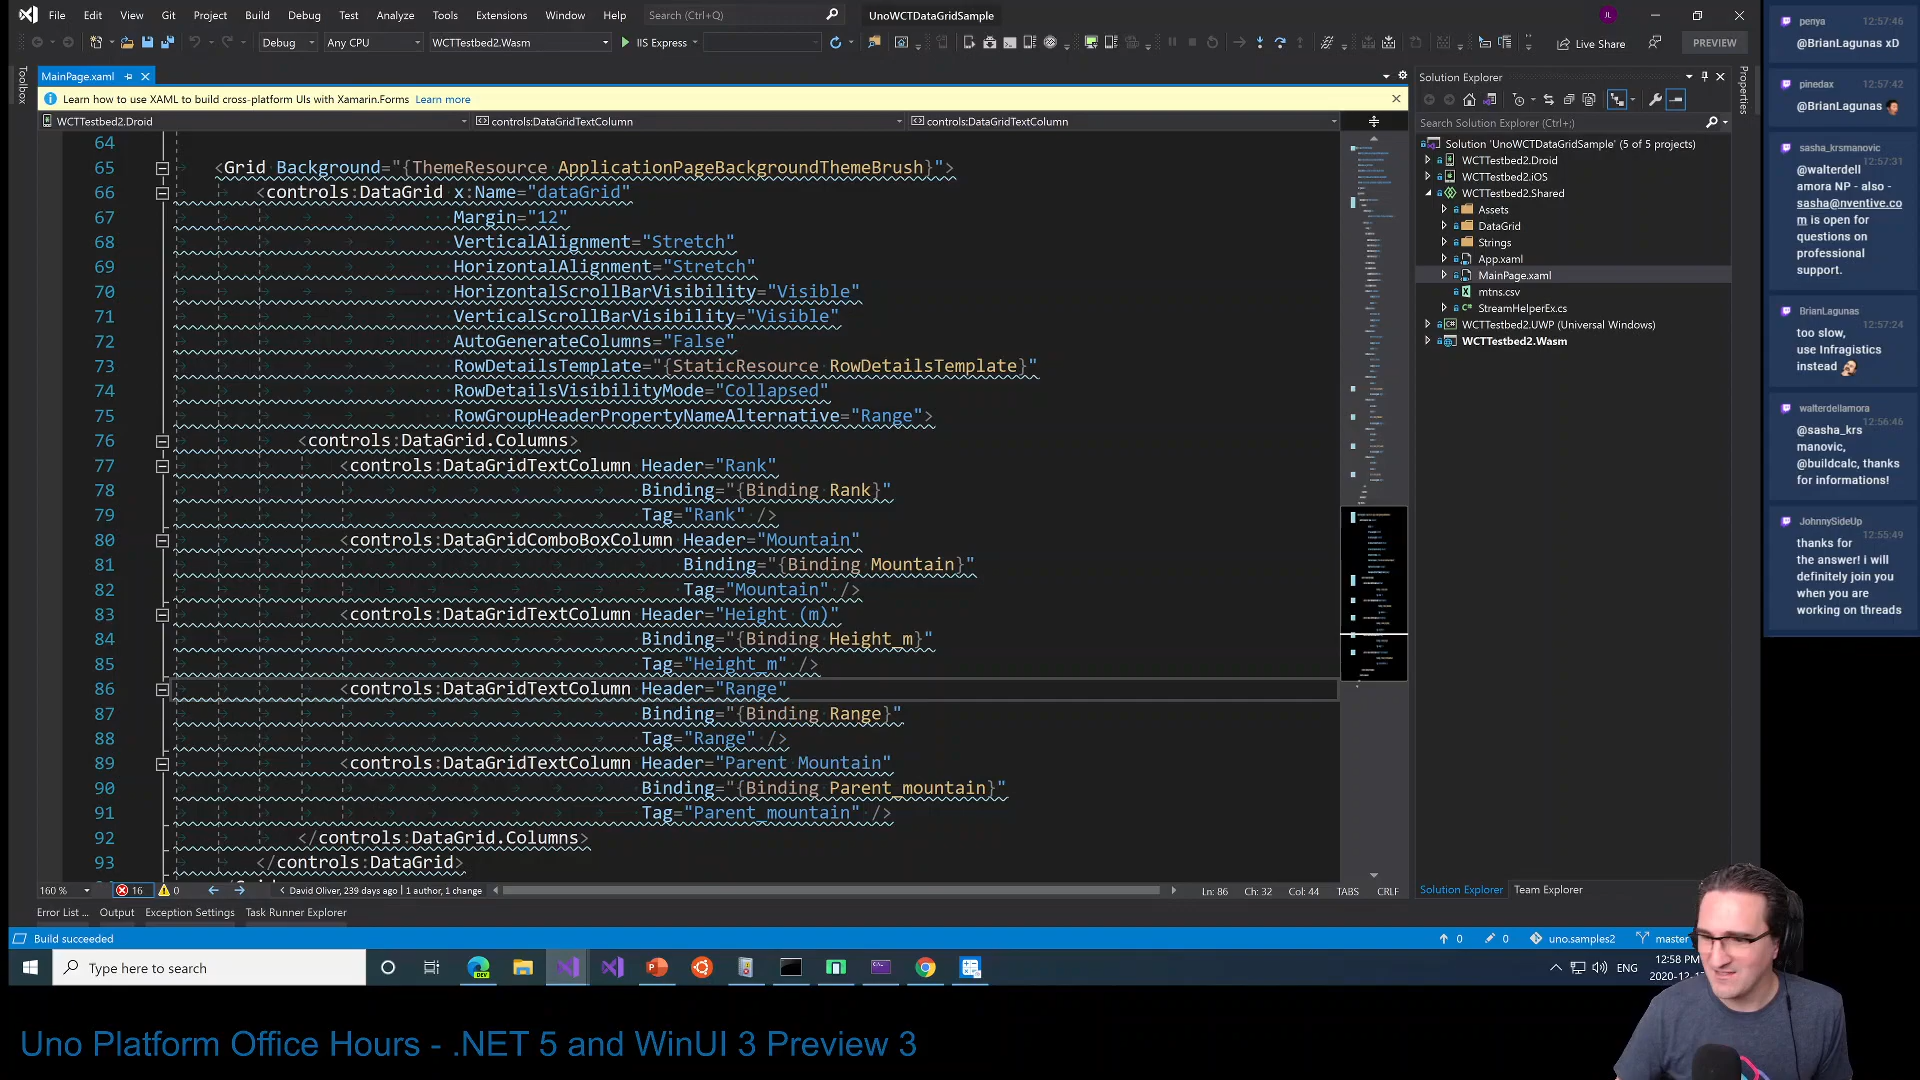 File Edit View Git Project Build Debug Test Analyze Tools Extensions Window Help Search (Ctrl+Q) UnoWCTDataGridSample JL
Debug Any CPU WCTTestbed2.Wasm IIS Express Live Share PREVIEW
Toolbox
MainPage.xaml
Learn how to use XAML to build cross-platform UIs with Xamarin.Forms Learn more
WCTTestbed2.Droid controls:DataGridTextColumn controls:DataGridTextColumn
64
65 <Grid Background="{ThemeResource ApplicationPageBackgroundThemeBrush}">
66 <controls:DataGrid x:Name="dataGrid"
67 Margin="12"
68 VerticalAlignment="Stretch"
69 HorizontalAlignment="Stretch"
70 HorizontalScrollBarVisibility="Visible"
71 VerticalScrollBarVisibility="Visible"
72 AutoGenerateColumns="False"
73 RowDetailsTemplate="{StaticResource RowDetailsTemplate}"
74 RowDetailsVisibilityMode="Collapsed"
75 RowGroupHeaderPropertyNameAlternative="Range">
76 <controls:DataGrid.Columns>
77 <controls:DataGridTextColumn Header="Rank"
78 Binding="{Binding Rank}"
79 Tag="Rank" />
80 <controls:DataGridComboBoxColumn Header="Mountain"
81 Binding="{Binding Mountain}"
82 Tag="Mountain" />
83 <controls:DataGridTextColumn Header="Height (m)"
84 Binding="{Binding Height_m}"
85 Tag="Height_m" />
86 <controls:DataGridTextColumn Header="Range"
87 Binding="{Binding Range}"
88 Tag="Range" />
89 <controls:DataGridTextColumn Header="Parent Mountain"
90 Binding="{Binding Parent_mountain}"
91 Tag="Parent_mountain" />
92 </controls:DataGrid.Columns>
93 </controls:DataGrid>
160 % 16 0 David Oliver, 239 days ago | 1 author, 1 change Ln: 86 Ch: 32 Col: 44 TABS CRLF
Error List ... Output Exception Settings Task Runner Explorer
Build succeeded 0 0 uno.samples2 master
Solution Explorer
Search Solution Explorer (Ctrl+;)
Solution 'UnoWCTDataGridSample' (5 of 5 projects)
WCTTestbed2.Droid
WCTTestbed2.iOS
WCTTestbed2.Shared
Assets
DataGrid
Strings
App.xaml
MainPage.xaml
mtns.csv
StreamHelperEx.cs
WCTTestbed2.UWP (Universal Windows)
WCTTestbed2.Wasm
Solution Explorer Team Explorer
Properties
penya 12:57:46
@BrianLagunas xD
pinedax 12:57:42
@BrianLagunas
sasha_krsmanovic
12:57:31
@walterdell
amora NP - also -
sasha@nventive.co
m is open for
questions on
professional
support.
BrianLagunas
12:57:24
too slow,
use Infragistics
instead
walterdellamora
12:56:46
@sasha_krs
manovic,
@buildcalc, thanks
for informations!
JohnnySideUp
12:55:49
thanks for
the answer! i will
definitely join you
when you are
working on threads
Type here to search
ENG
12:58 PM
Uno Platform Office Hours - .NET 5 and WinUI 3 Preview 3